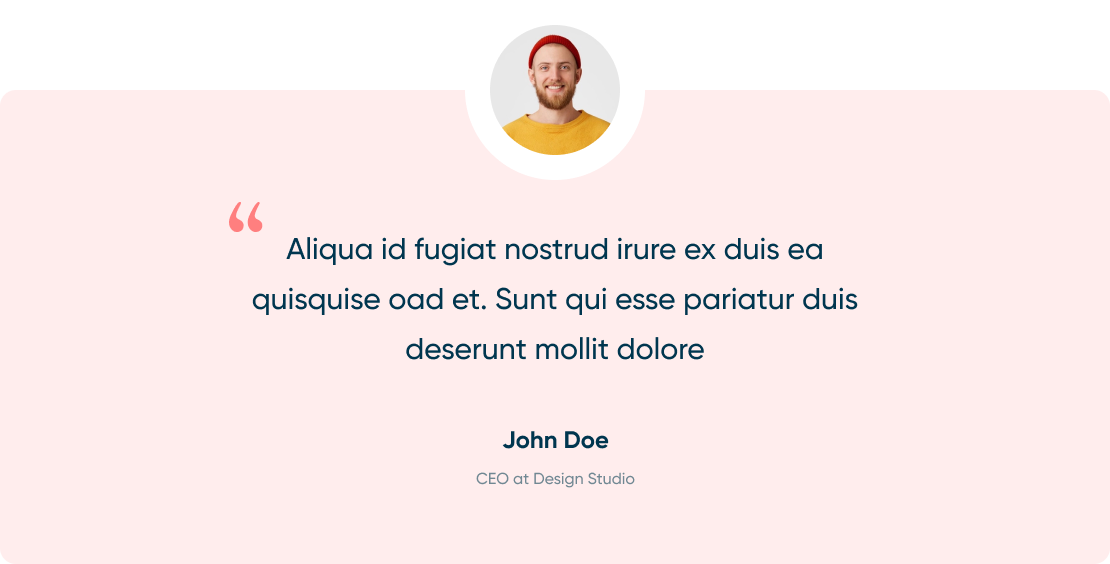 “
Aliqua id fugiat nostrud irure ex duis ea
quisquise oad et. Sunt qui esse pariatur duis
deserunt mollit dolore
John Doe
CEO at Design Studio